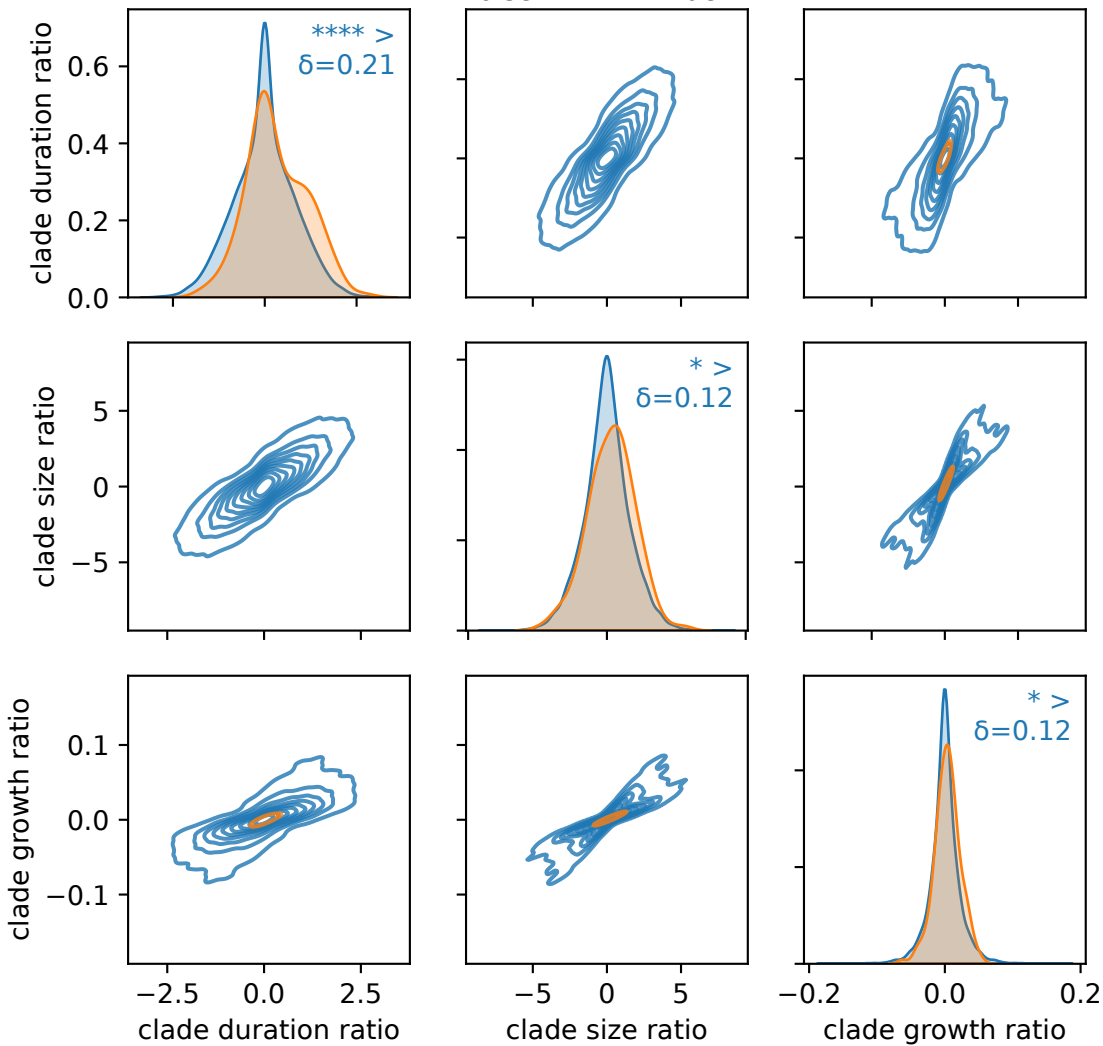 **** >
δ=0.21
clade duration ratio
0.6
0.4
0.2
0.0
* >
δ=0.12
clade size ratio
5
0
−5
* >
δ=0.12
clade growth ratio
0.1
0.0
−0.1
−2.5 0.0 2.5
−5 0 5
−0.2 0.0 0.2
clade duration ratio
clade size ratio
clade growth ratio